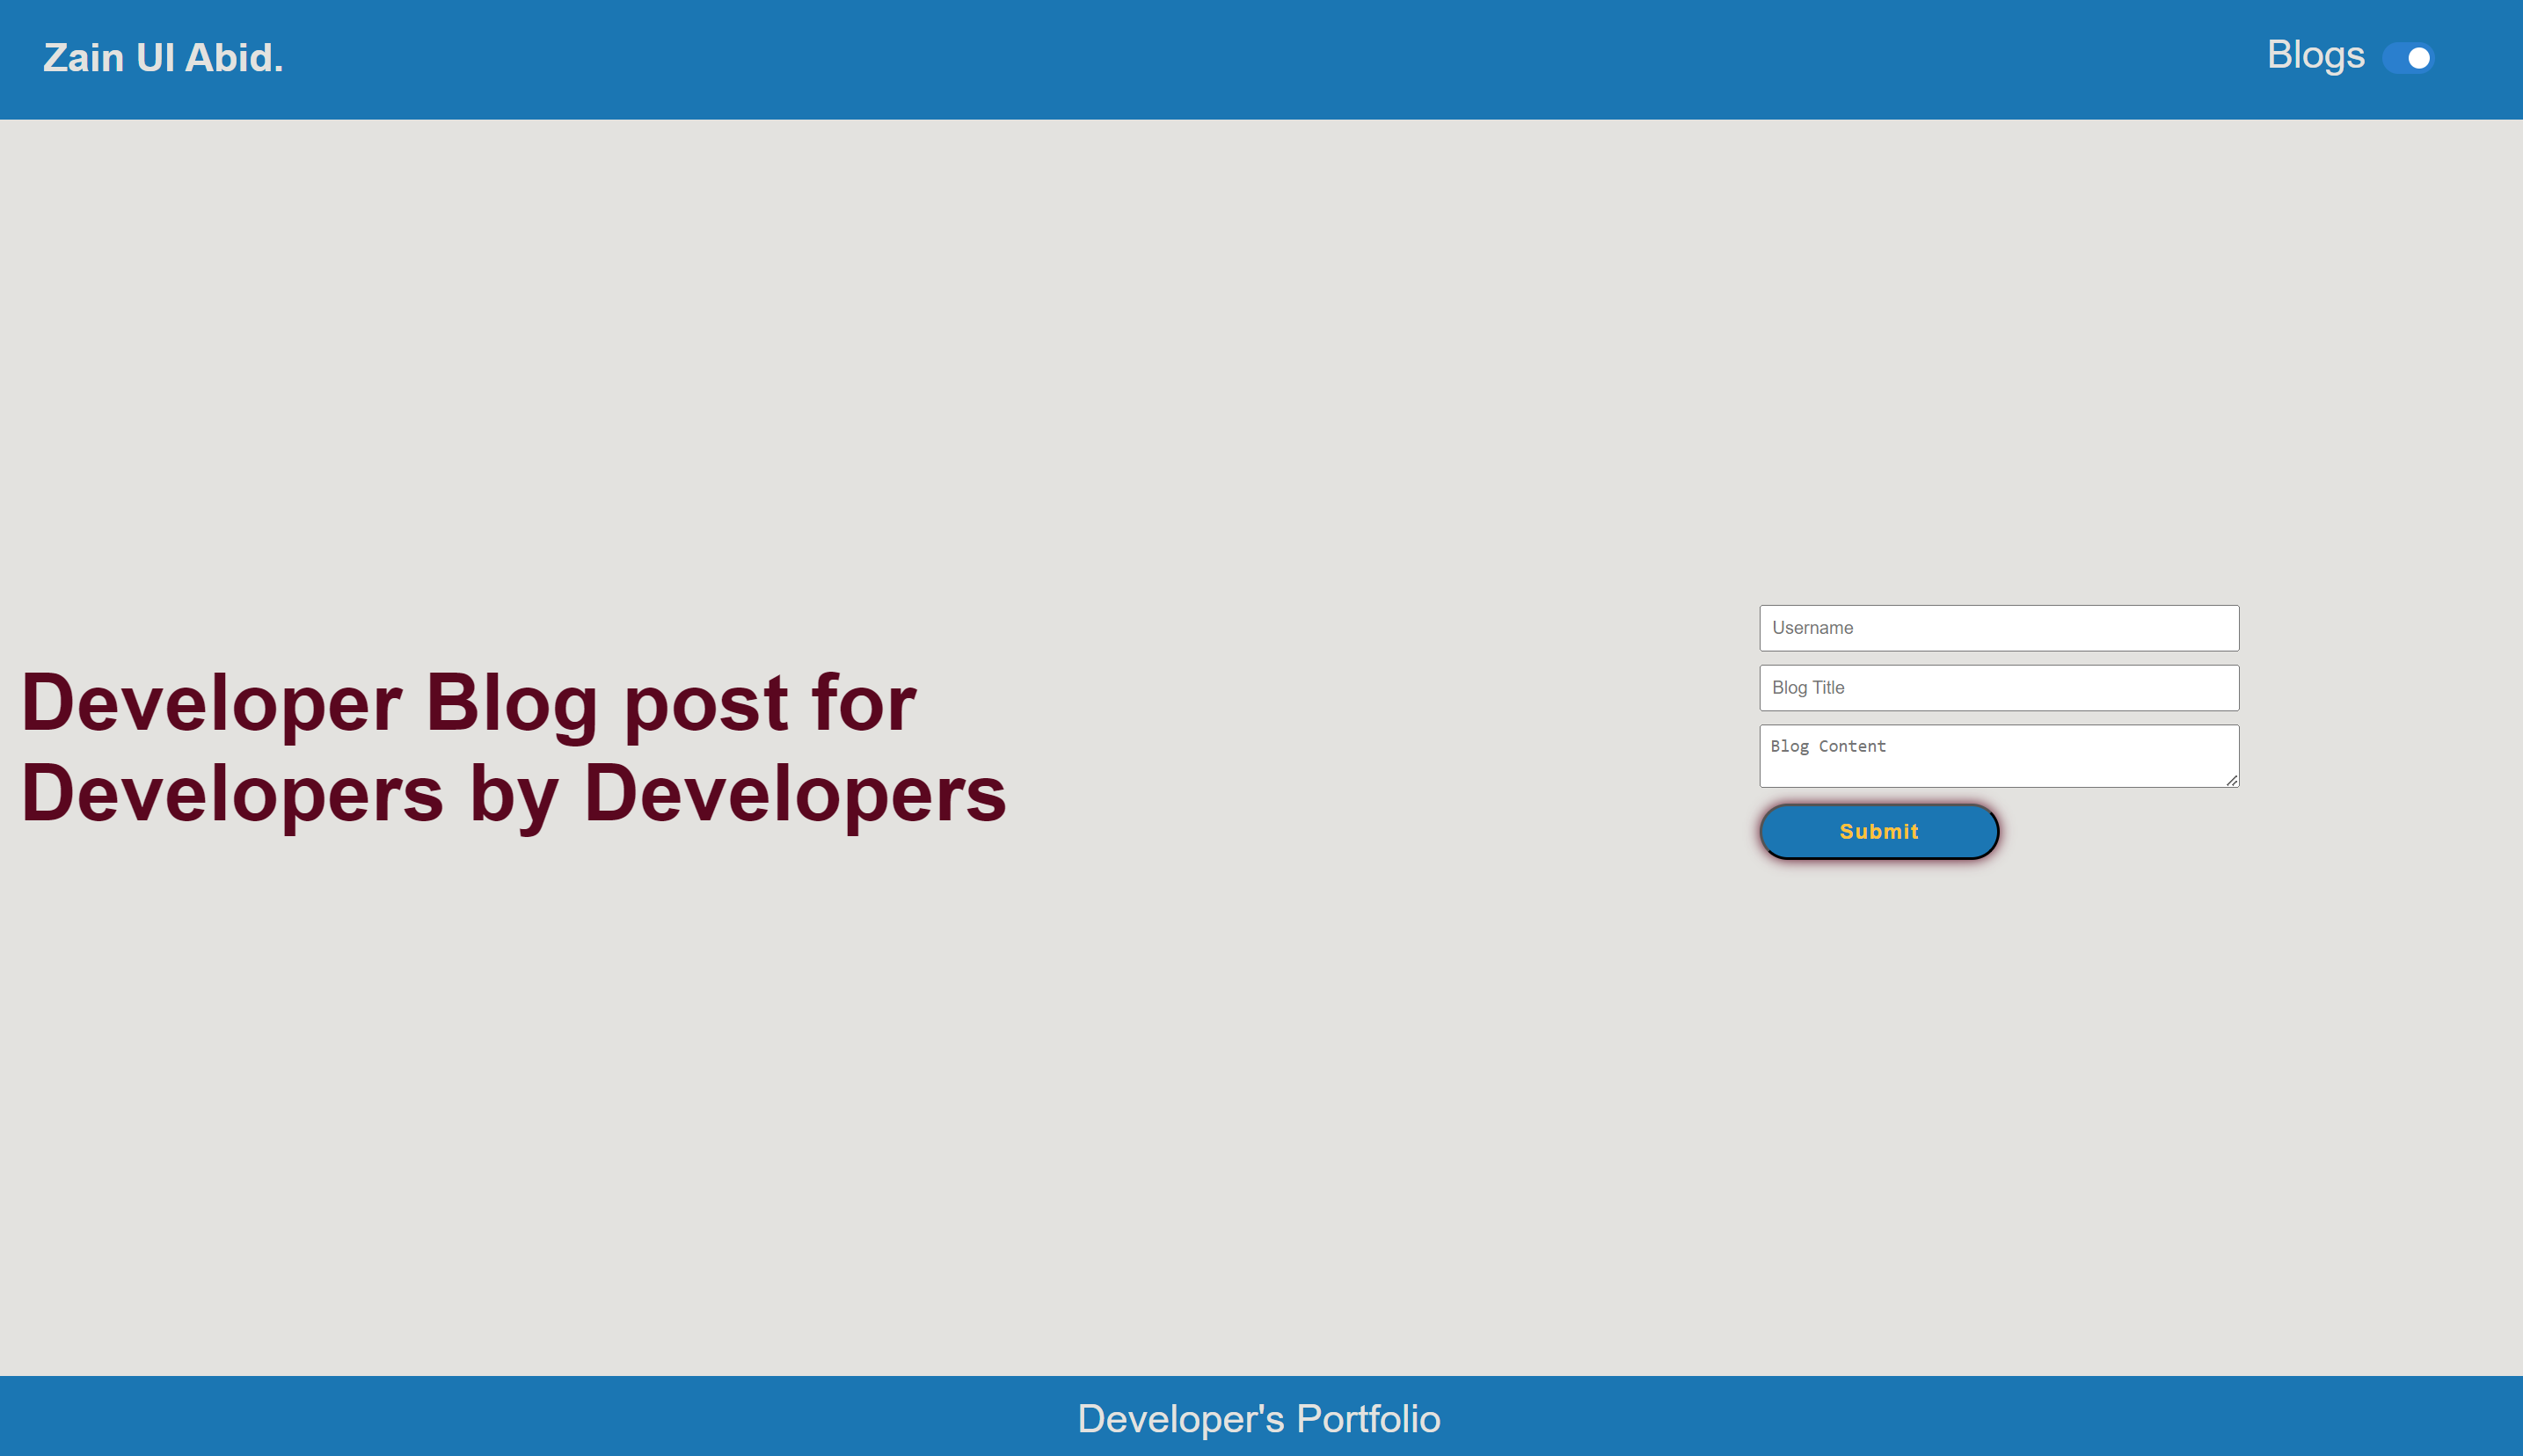 Zain Ul Abid.
Blogs
Developer Blog post for
Developers by Developers
Username
Blog Title
Blog Content
Submit
Developer's Portfolio